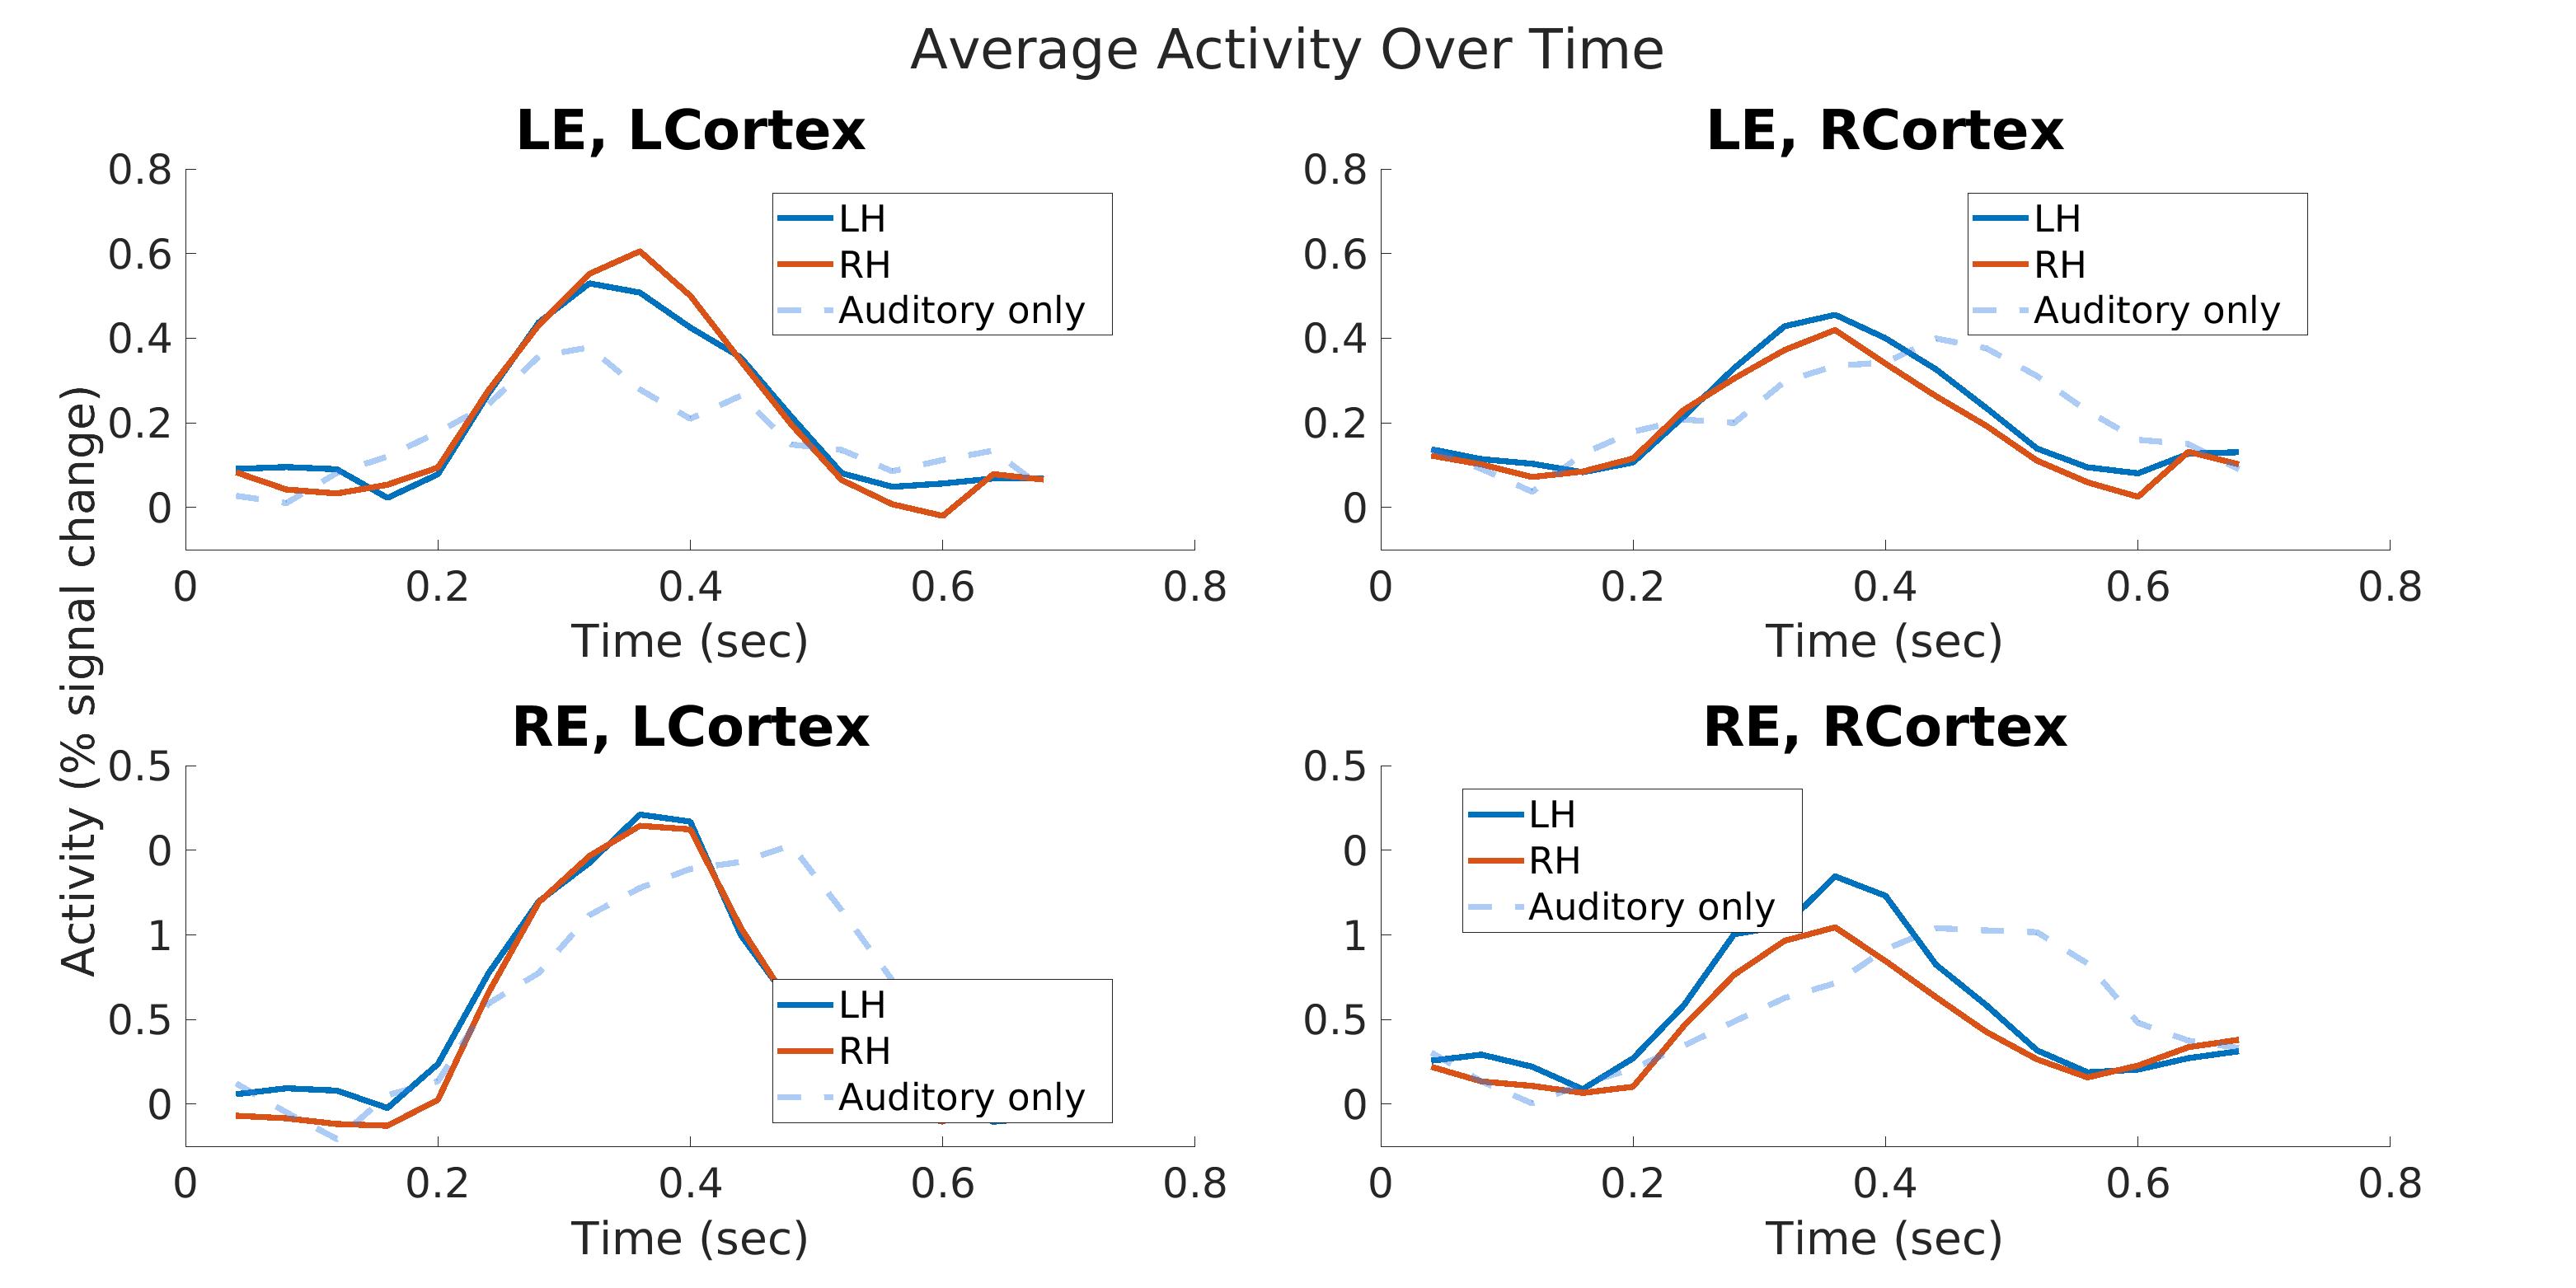 Average Activity Over Time
Activity (% signal change)
LE, LCortex
0.8
0.6
0.4
0.2
0
0 0.2 0.4 0.6 0.8
Time (sec)
LH
RH
Auditory only
LE, RCortex
0.8
0.6
0.4
0.2
0
0 0.2 0.4 0.6 0.8
Time (sec)
LH
RH
Auditory only
RE, LCortex
0.5
0
1
0.5
0
0 0.2 0.4 0.6 0.8
Time (sec)
LH
RH
Auditory only
RE, RCortex
0.5
0
1
0.5
0
0 0.2 0.4 0.6 0.8
Time (sec)
LH
RH
Auditory only